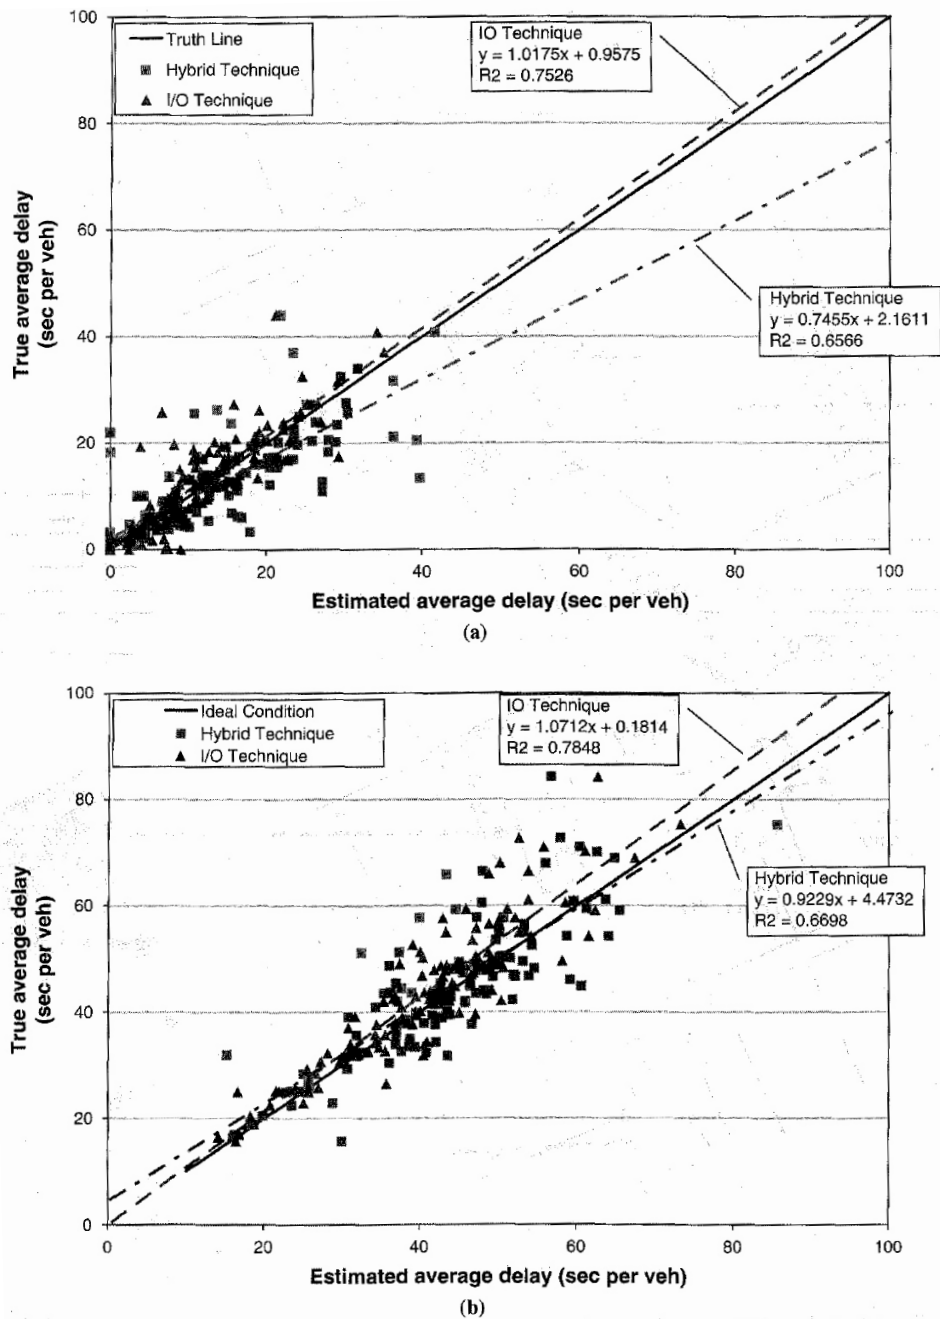 100
80
60
40
20
0
True average delay
(sec per veh)
Truth Line
Hybrid Technique
I/O Technique
IO Technique
y = 1.0175x + 0.9575
R2 = 0.7526
Hybrid Technique
y = 0.7455x + 2.1611
R2 = 0.6566
0 20 40 60 80 100
Estimated average delay (sec per veh)
(a)
100
80
60
40
20
0
True average delay
(sec per veh)
Ideal Condition
Hybrid Technique
I/O Technique
IO Technique
y = 1.0712x + 0.1814
R2 = 0.7848
Hybrid Technique
y = 0.9229x + 4.4732
R2 = 0.6698
0 20 40 60 80 100
Estimated average delay (sec per veh)
(b)